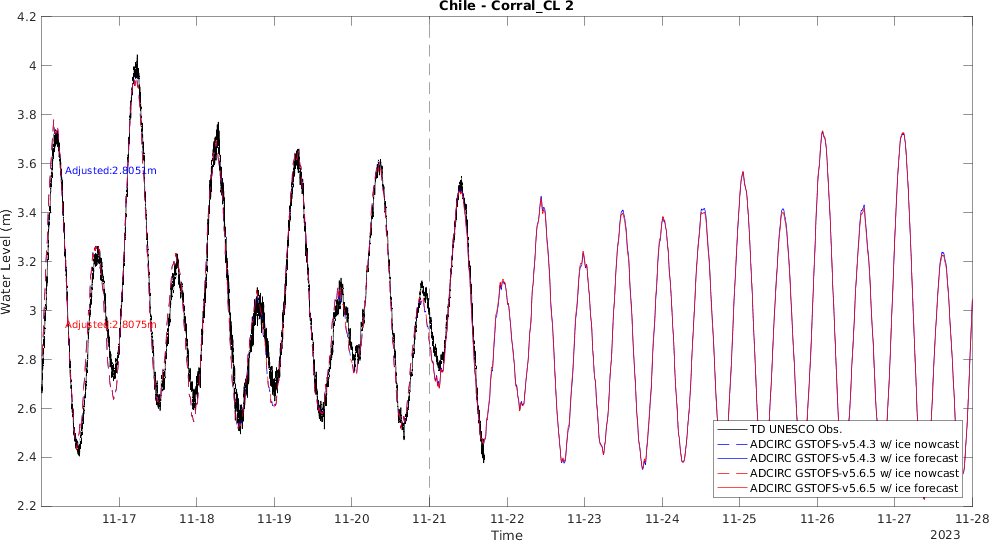 Chile - Corral_CL 2
4.2
4
3.8
3.6
3.4
3.2
3
2.8
2.6
2.4
2.2
Water Level (m)
Adjusted:2.8051m
Adjusted:2.8075m
TD UNESCO Obs.
ADCIRC GSTOFS-v5.4.3 w/ ice nowcast
ADCIRC GSTOFS-v5.4.3 w/ ice forecast
ADCIRC GSTOFS-v5.6.5 w/ ice nowcast
ADCIRC GSTOFS-v5.6.5 w/ ice forecast
11-17 11-18 11-19 11-20 11-21 11-22 11-23 11-24 11-25 11-26 11-27 11-28
Time
2023